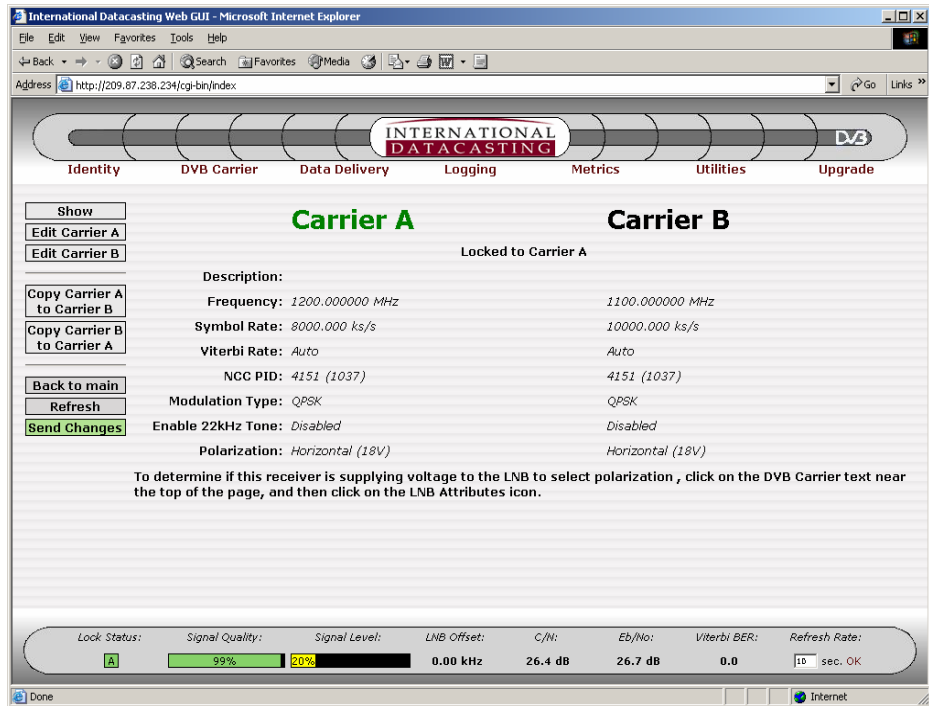 International Datacasting Web GUI - Microsoft Internet Explorer
File Edit View Favorites Tools Help
Back Search Favorites Media
Address http://209.87.238.234/cgi-bin/index Go Links »
INTERNATIONAL
DATACASTING
DVB
Identity DVB Carrier Data Delivery Logging Metrics Utilities Upgrade
Show
Edit Carrier A
Edit Carrier B
Copy Carrier A
to Carrier B
Copy Carrier B
to Carrier A
Back to main
Refresh
Send Changes
Carrier A Carrier B
Locked to Carrier A
Description:
Frequency: 1200.000000 MHz 1100.000000 MHz
Symbol Rate: 8000.000 ks/s 10000.000 ks/s
Viterbi Rate: Auto Auto
NCC PID: 4151 (1037) 4151 (1037)
Modulation Type: QPSK QPSK
Enable 22kHz Tone: Disabled Disabled
Polarization: Horizontal (18V) Horizontal (18V)
To determine if this receiver is supplying voltage to the LNB to select polarization , click on the DVB Carrier text near
the top of the page, and then click on the LNB Attributes icon.
Lock Status: Signal Quality: Signal Level: LNB Offset: C/N: Eb/No: Viterbi BER: Refresh Rate:
A 99% 20% 0.00 kHz 26.4 dB 26.7 dB 0.0 10 sec. OK
Done Internet